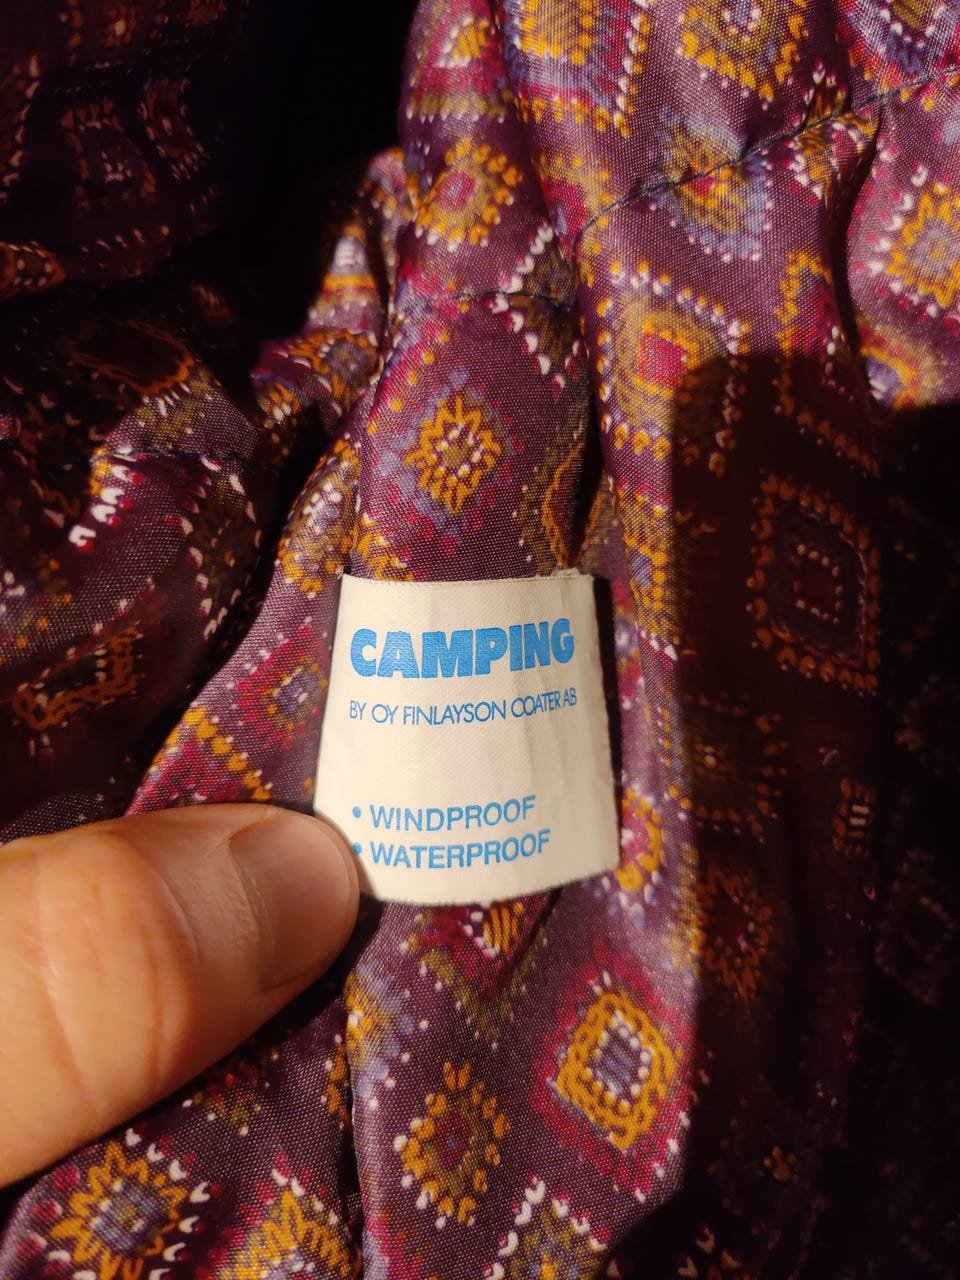 CAMPING
BY OY FINLAYSON COATER AB
• WINDPROOF
• WATERPROOF